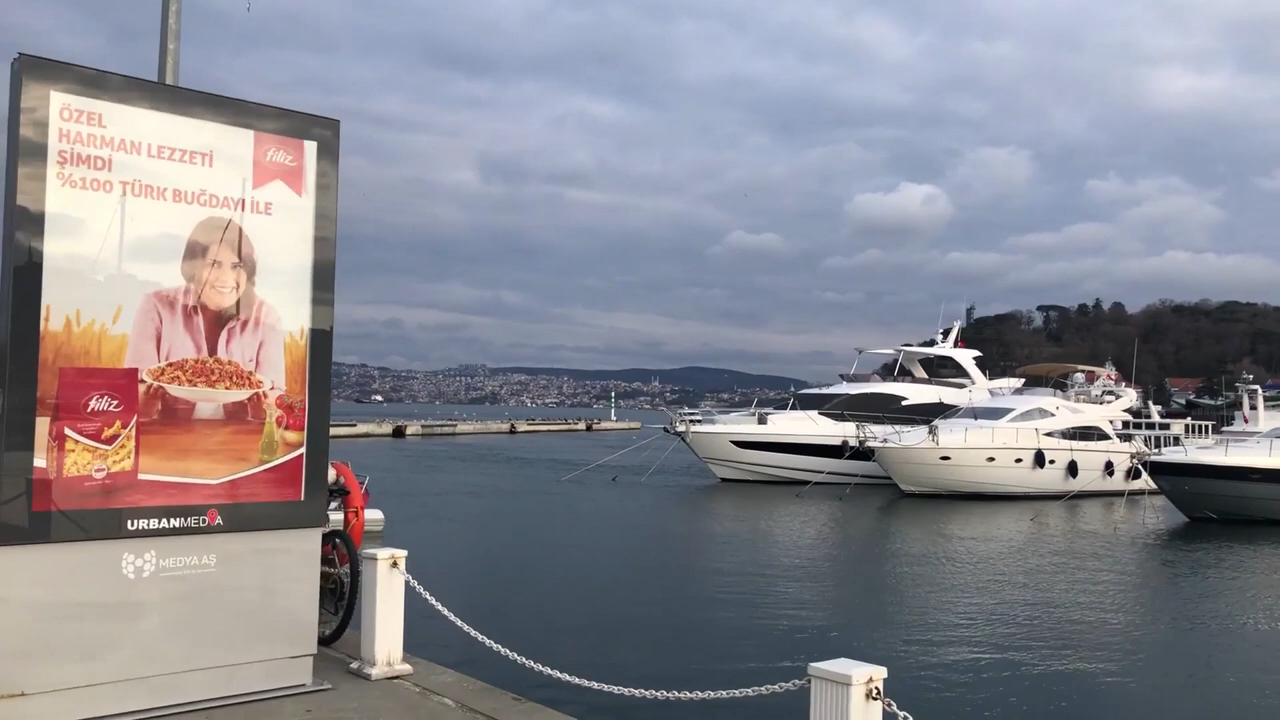 ÖZEL
HARMAN LEZZETİ
ŞİMDİ
%100 TÜRK BUĞDAYI İLE
filiz
filiz
URBANMEDYA
MEDYA AŞ